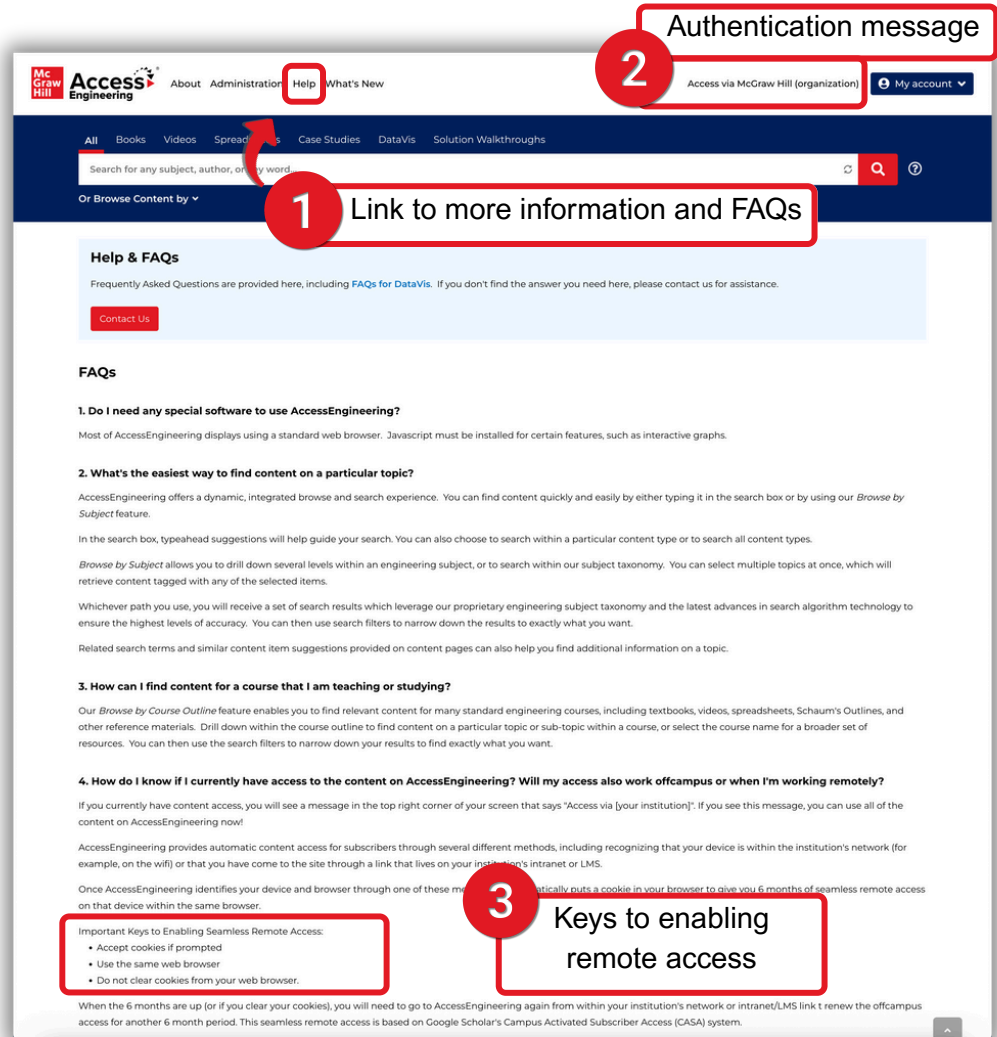 Authentication message
2
Mc Graw Hill
Access Engineering
About Administration Help What's New
Access via McGraw Hill (organization)
My account
All Books Videos Case Studies DataVis Solution Walkthroughs
Search for any subject, author, or word...
Or Browse Content by
1
Link to more information and FAQs
Help & FAQs
Frequently Asked Questions are provided here, including FAQs for DataVis. If you don't find the answer you need here, please contact us for assistance.
Contact Us
FAQs
1. Do I need any special software to use AccessEngineering?
Most of AccessEngineering displays using a standard web browser. Javascript must be installed for certain features, such as interactive graphs.
2. What's the easiest way to find content on a particular topic?
AccessEngineering offers a dynamic, integrated browse and search experience. You can find content quickly and easily by either typing it in the search box or by using our Browse by
Subject feature.
In the search box, typeahead suggestions will help guide your search. You can also choose to search within a particular content type or to search all content types.
Browse by Subject allows you to drill down several levels within an engineering subject, or to search within our subject taxonomy. You can select multiple topics at once, which will
retrieve content tagged with any of the selected items.
Whichever path you use, you will receive a set of search results which leverage our proprietary engineering subject taxonomy and the latest advances in search algorithm technology to
ensure the highest levels of accuracy. You can then use search filters to narrow down the results to exactly what you want.
Related search terms and similar content item suggestions provided on content pages can also help you find additional information on a topic.
3. How can I find content for a course that I am teaching or studying?
Our Browse by Course Outline feature enables you to find relevant content for many standard engineering courses, including textbooks, videos, spreadsheets, Schaum's Outlines, and
other reference materials. Drill down within the course outline to find content on a particular topic or sub-topic within a course, or select the course name for a broader set of
resources. You can then use the search filters to narrow down your results to find exactly what you want.
4. How do I know if I currently have access to the content on AccessEngineering? Will my access also work offcampus or when I'm working remotely?
If you currently have content access, you will see a message in the top right corner of your screen that says "Access via [your institution]". If you see this message, you can use all of the
content on AccessEngineering now!
AccessEngineering provides automatic content access for subscribers through several different methods, including recognizing that your device is within the institution's network (for
example, on the wifi) or that you have come to the site through a link that lives on your institution's intranet or LMS.
Once AccessEngineering identifies your device and browser through one of these puts a cookie in your browser to give you 6 months of seamless remote access
on that device within the same browser.
3
Keys to enabling
remote access
Important Keys to Enabling Seamless Remote Access:
• Accept cookies if prompted
• Use the same web browser
• Do not clear cookies from your web browser.
When the 6 months are up (or if you clear your cookies), you will need to go to AccessEngineering again from within your institution's network or intranet/LMS link t renew the offcampus
access for another 6 month period. This seamless remote access is based on Google Scholar's Campus Activated Subscriber Access (CASA) system.